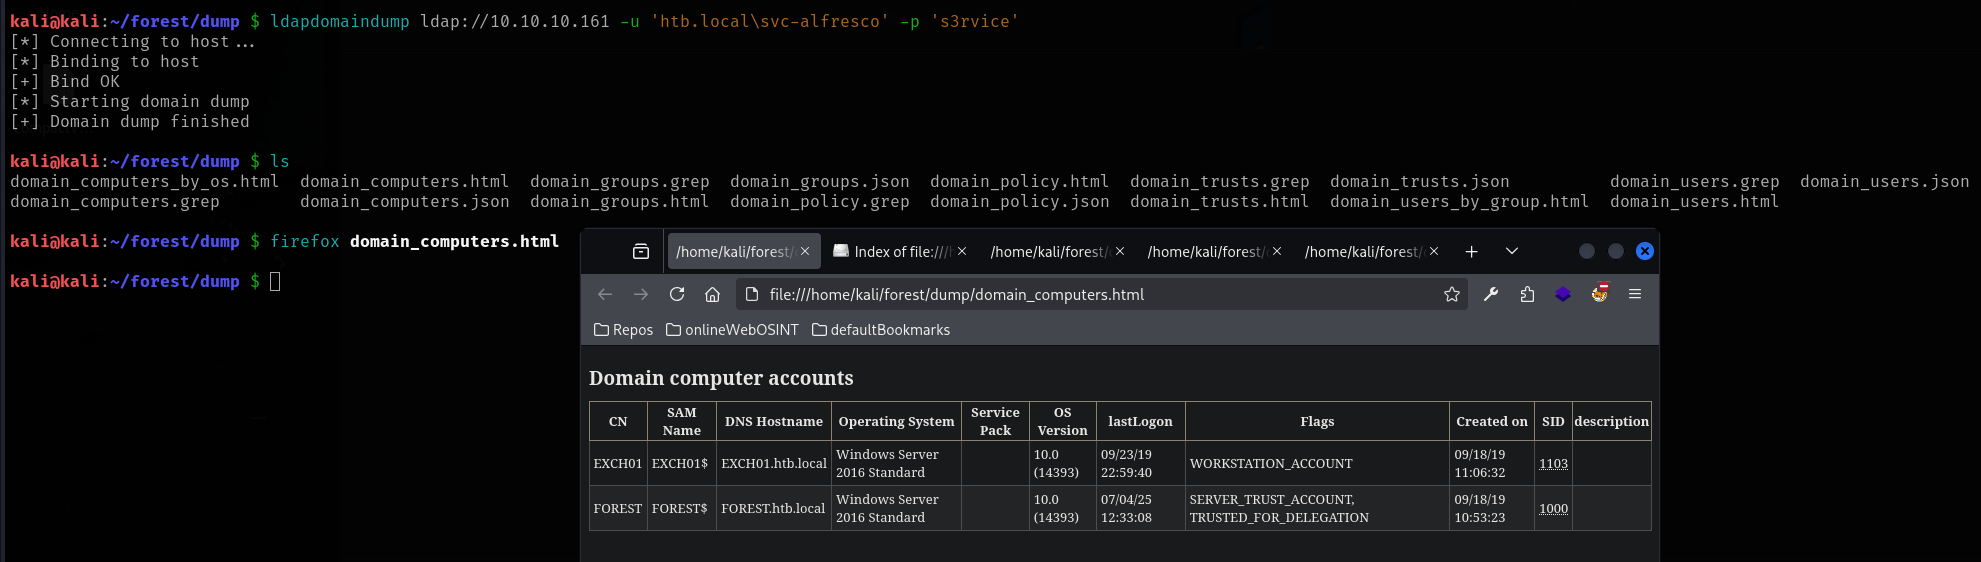 kali@kali:~/forest/dump $ ldapdomaindump ldap://10.10.10.161 -u 'htb.local\svc-alfresco' -p 's3rvice'
[*] Connecting to host...
[*] Binding to host
[+] Bind OK
[*] Starting domain dump
[+] Domain dump finished
kali@kali:~/forest/dump $ ls
domain_computers_by_os.html domain_computers.html domain_groups.grep domain_groups.json domain_policy.html domain_trusts.grep domain_trusts.json domain_users.grep domain_users.json
domain_computers.grep domain_computers.json domain_groups.html domain_policy.grep domain_policy.json domain_trusts.html domain_users_by_group.html domain_users.html
kali@kali:~/forest/dump $ firefox domain_computers.html
kali@kali:~/forest/dump $
/home/kali/forest/ Index of file:/// /home/kali/forest/ /home/kali/forest/ /home/kali/forest/
file:///home/kali/forest/dump/domain_computers.html
Repos onlineWebOSINT defaultBookmarks
Domain computer accounts
CN SAM Name DNS Hostname Operating System Service Pack OS Version lastLogon Flags Created on SID description
EXCH01 EXCH01$ EXCH01.htb.local Windows Server 2016 Standard 10.0 (14393) 09/23/19 22:59:40 WORKSTATION_ACCOUNT 09/18/19 11:06:32 1103
FOREST FOREST$ FOREST.htb.local Windows Server 2016 Standard 10.0 (14393) 07/04/25 12:33:08 SERVER_TRUST_ACCOUNT, TRUSTED_FOR_DELEGATION 09/18/19 10:53:23 1000